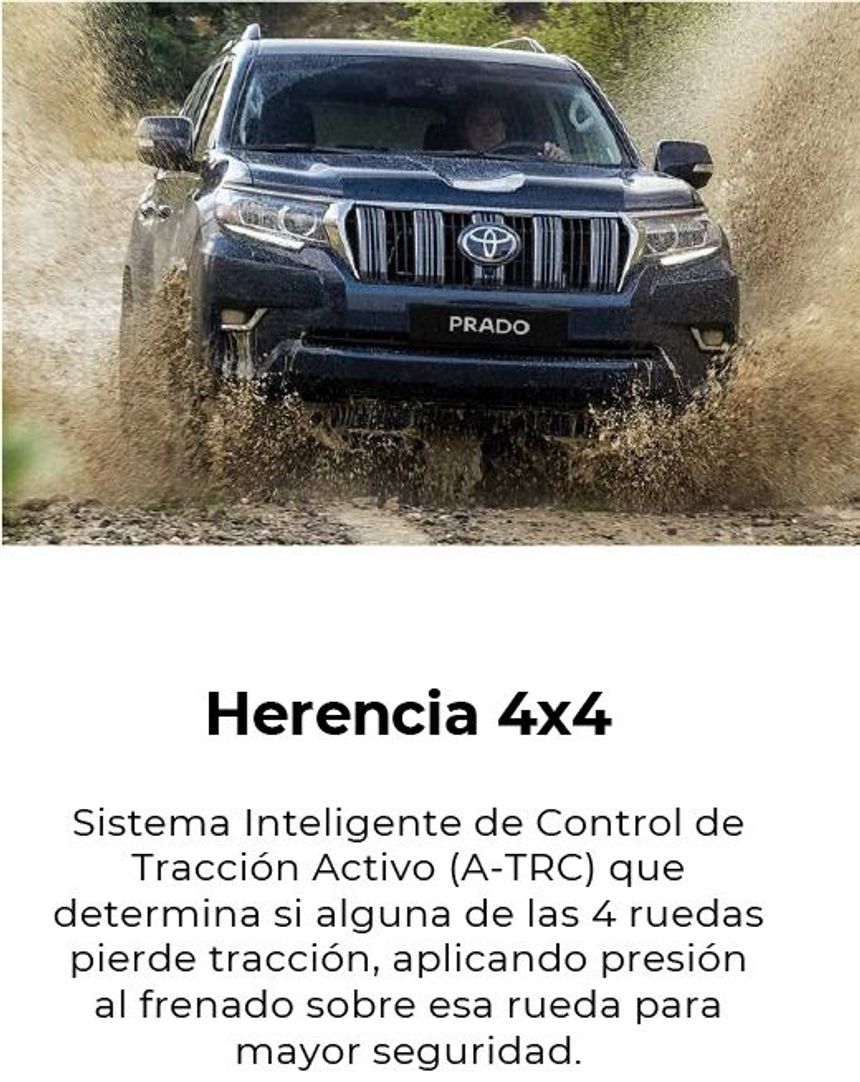 PRADO
Herencia 4x4
Sistema Inteligente de Control de
Tracción Activo (A-TRC) que
determina si alguna de las 4 ruedas
pierde tracción, aplicando presión
al frenado sobre esa rueda para
mayor seguridad.